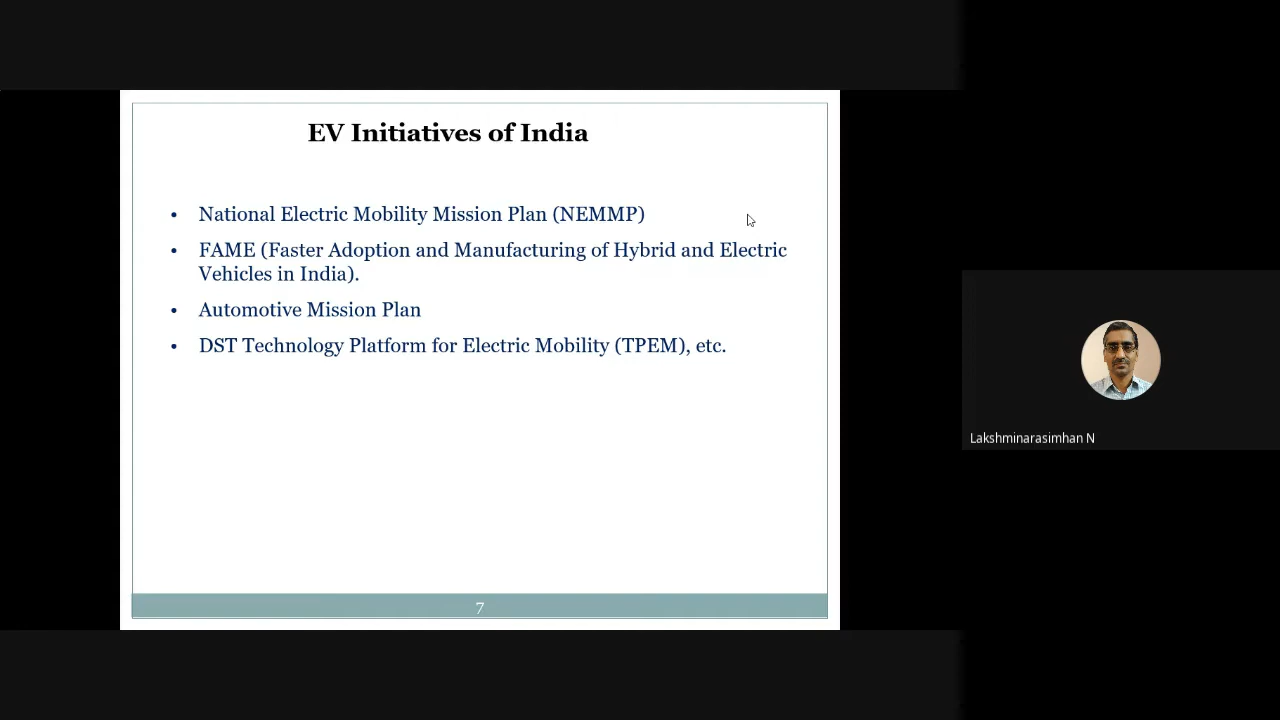 EV Initiatives of India
• National Electric Mobility Mission Plan (NEMMP)
• FAME (Faster Adoption and Manufacturing of Hybrid and Electric
Vehicles in India).
• Automotive Mission Plan
• DST Technology Platform for Electric Mobility (TPEM), etc.
7
Lakshminarasimhan N